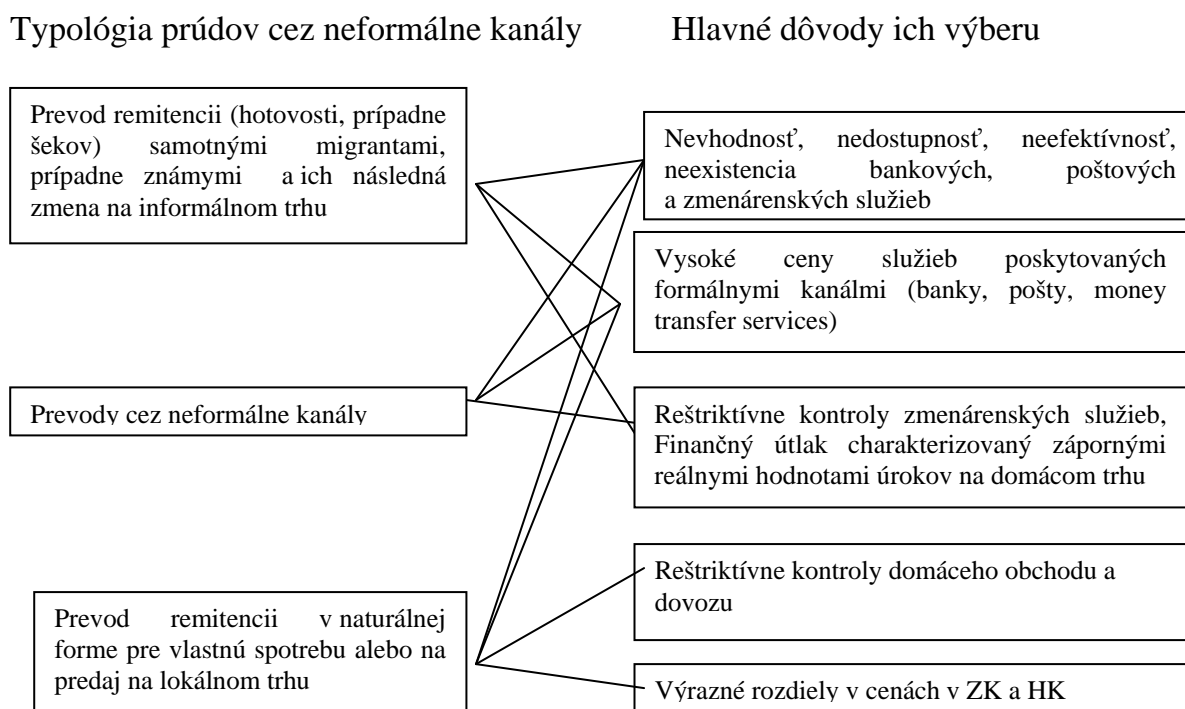 Typológia prúdov cez neformálne kanály
Hlavné dôvody ich výberu
Prevod remitencii (hotovosti, prípadne
šekov) samotnými migrantami,
prípadne známymi a ich následná
zmena na informálnom trhu
Prevody cez neformálne kanály
Prevod remitencii v naturálnej
forme pre vlastnú spotrebu alebo na
predaj na lokálnom trhu
Nevhodnosť, nedostupnosť, neefektívnosť,
neexistencia bankových, poštových
a zmenárenských služieb
Vysoké ceny služieb poskytovaných
formálnymi kanálmi (banky, pošty, money
transfer services)
Reštriktívne kontroly zmenárenských služieb,
Finančný útlak charakterizovaný zápornými
reálnymi hodnotami úrokov na domácom trhu
Reštriktívne kontroly domáceho obchodu a
dovozu
Výrazné rozdiely v cenách v ZK a HK